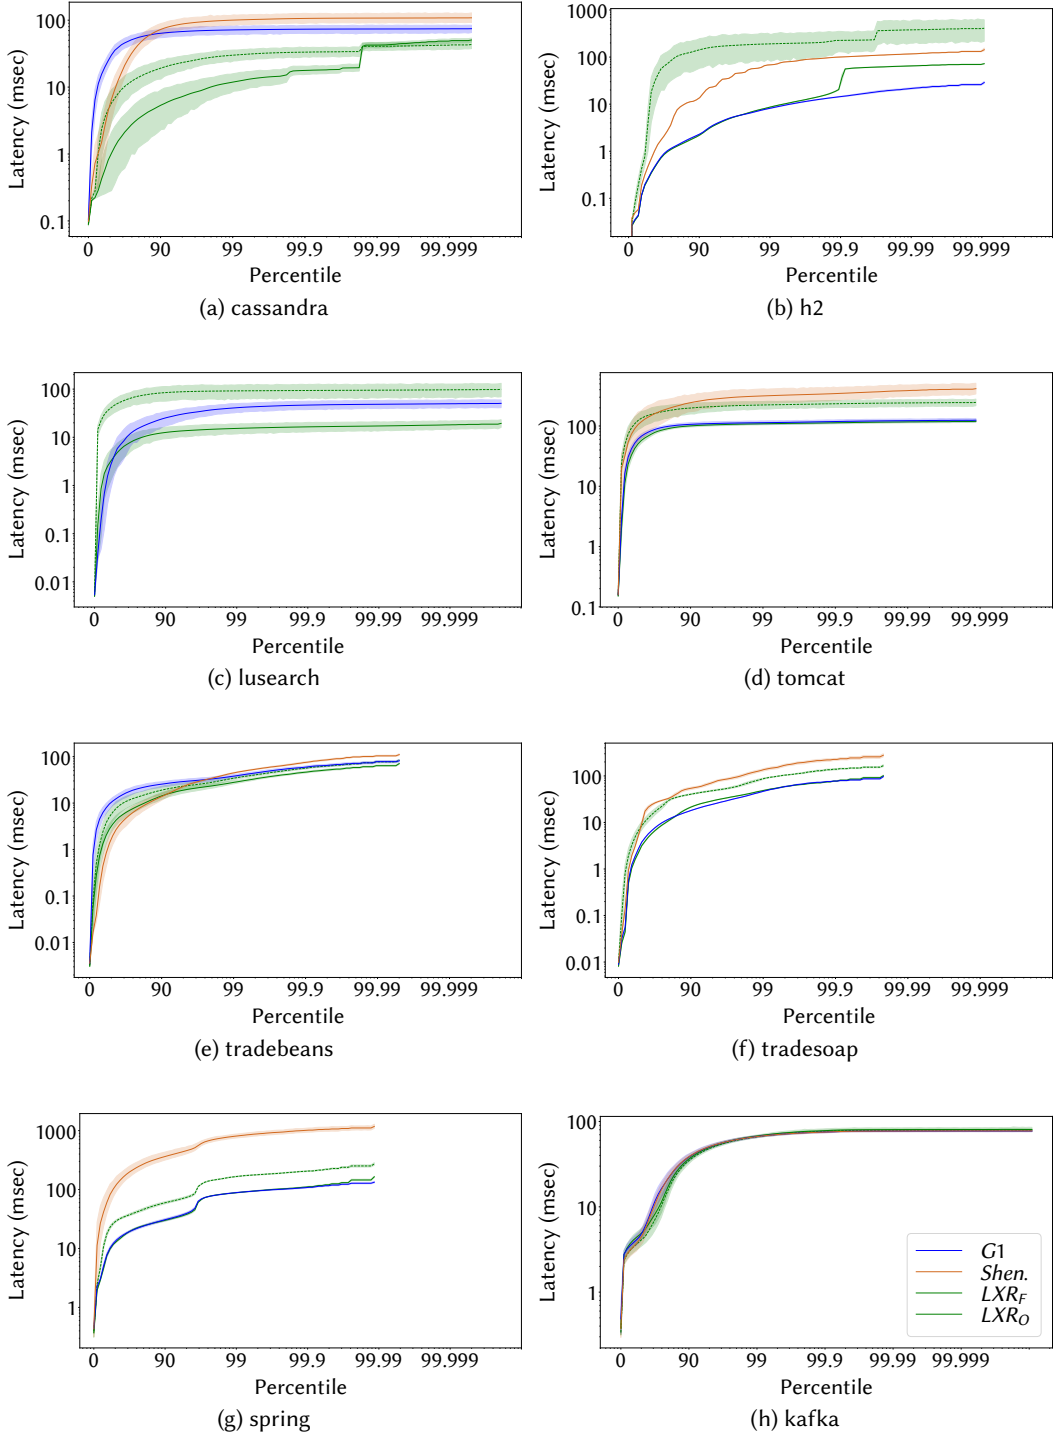 100
10
1
0.1
Latency (msec)
0
90
99
99.9
99.99
99.999
Percentile
(a) cassandra
1000
100
10
1
0.1
Latency (msec)
0
90
99
99.9
99.99
99.999
Percentile
(b) h2
100
10
1
0.1
0.01
Latency (msec)
0
90
99
99.9
99.99
99.999
Percentile
(c) lusearch
100
10
1
0.1
Latency (msec)
0
90
99
99.9
99.99
99.999
Percentile
(d) tomcat
100
10
1
0.1
0.01
Latency (msec)
0
90
99
99.9
99.99
99.999
Percentile
(e) tradebeans
100
10
1
0.1
0.01
Latency (msec)
0
90
99
99.9
99.99
99.999
Percentile
(f) tradesoap
1000
100
10
1
Latency (msec)
0
90
99
99.9
99.99
99.999
Percentile
(g) spring
100
10
1
Latency (msec)
G1
Shen.
LXR_F
LXR_O
0
90
99
99.9
99.99
99.999
Percentile
(h) kafka